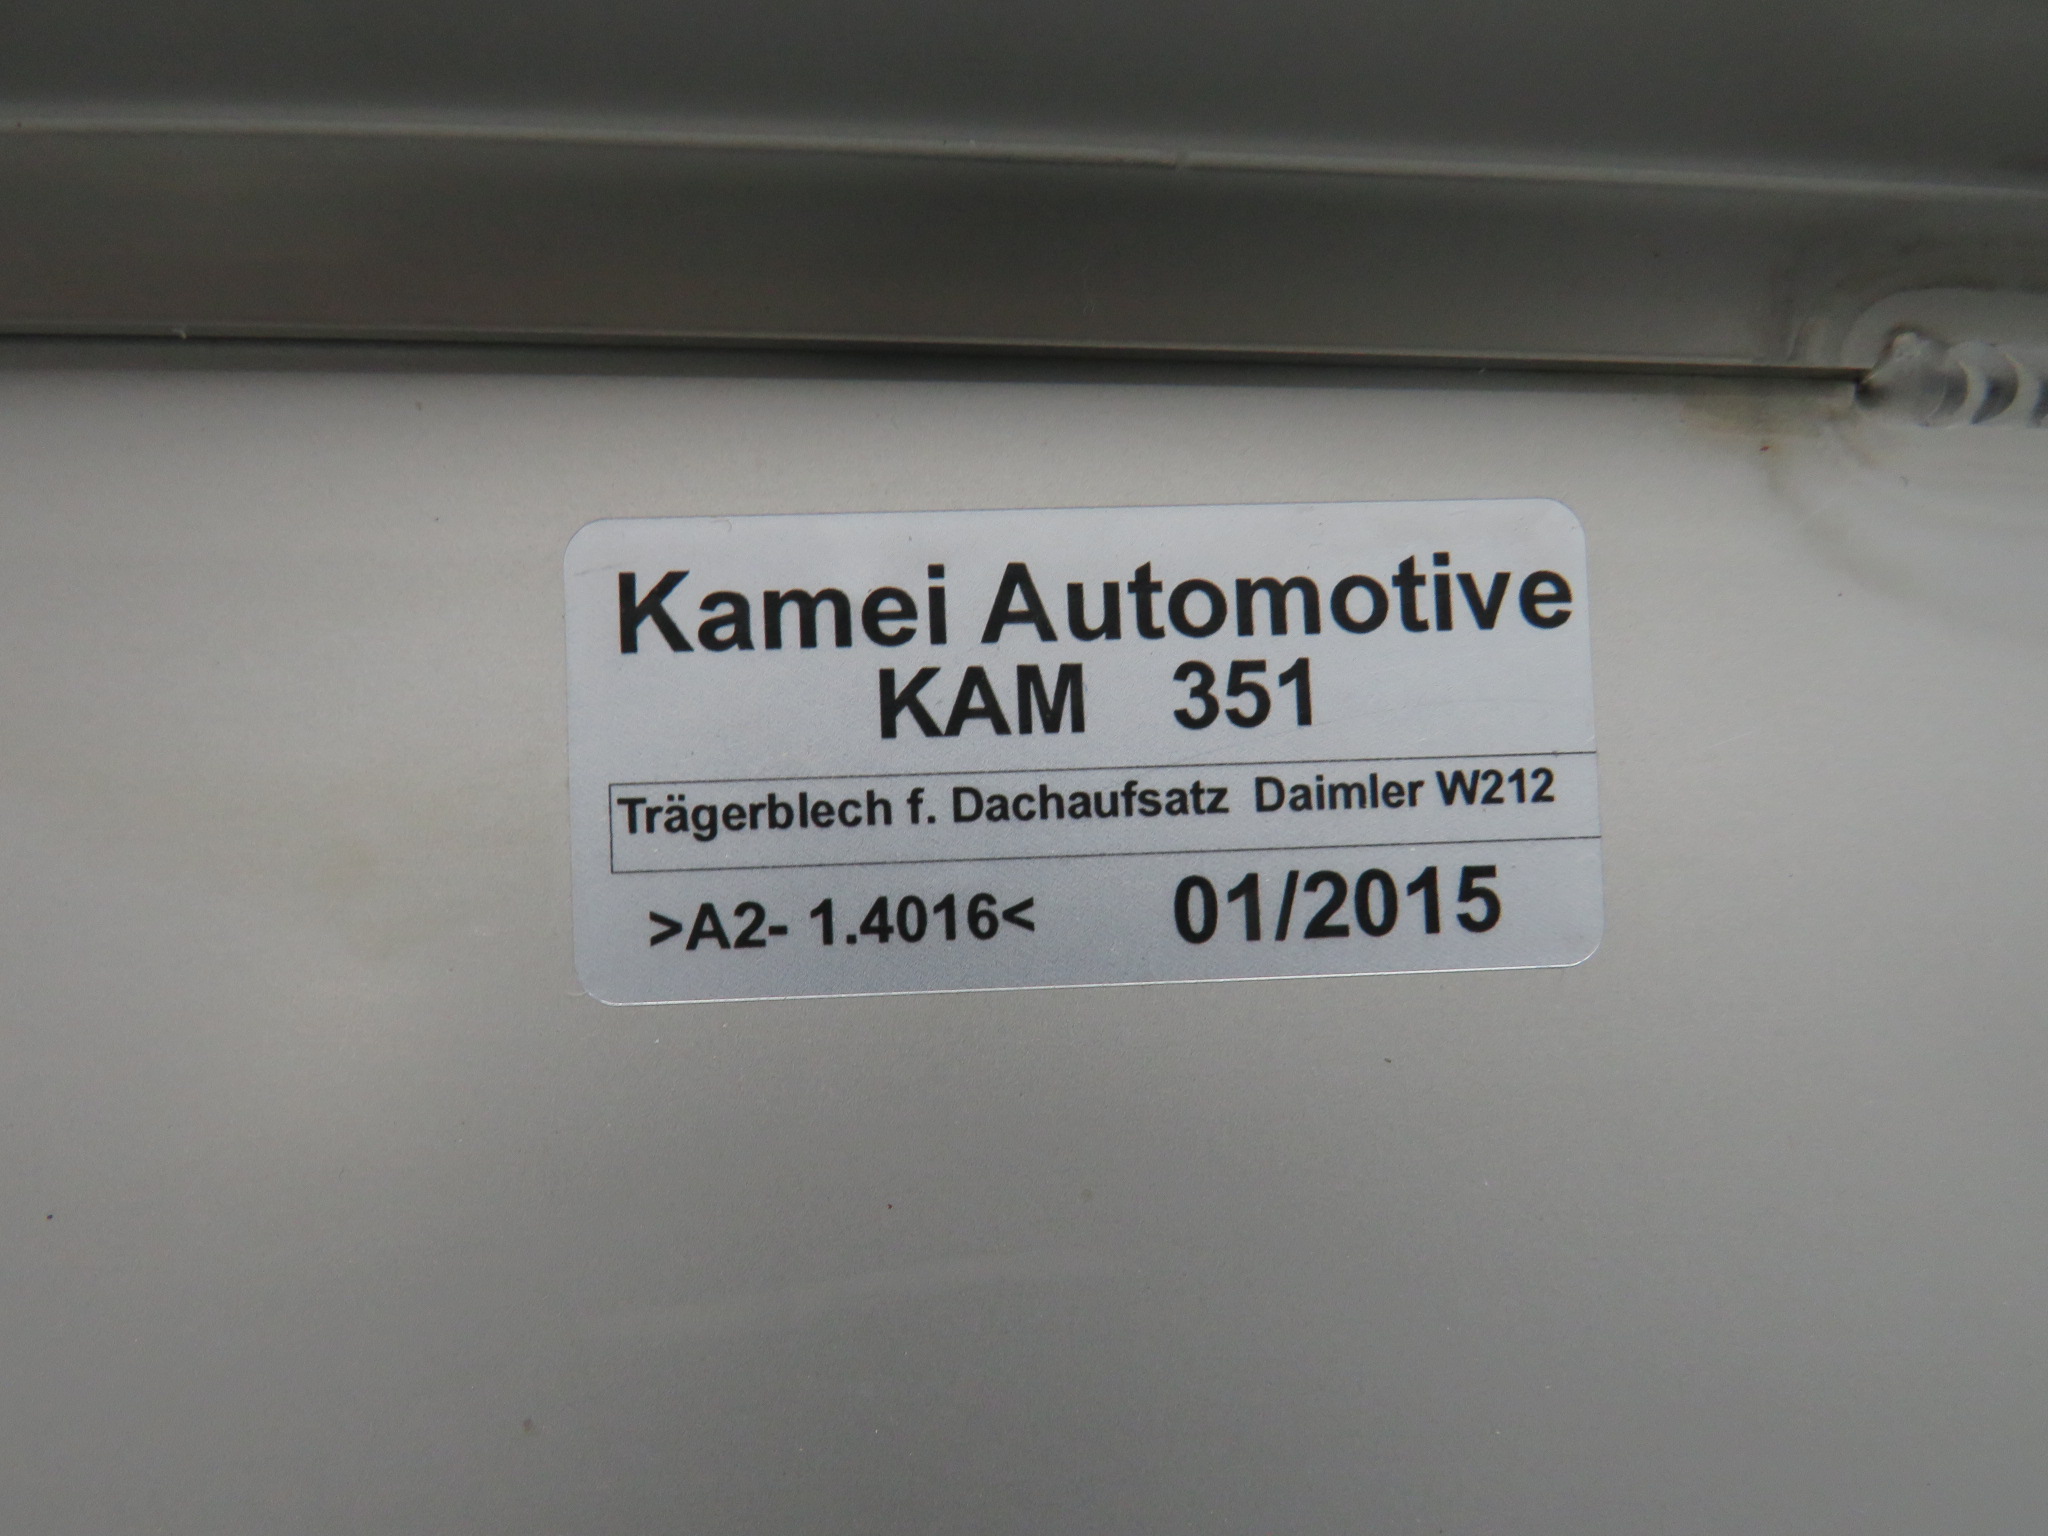 Kamei Automotive
KAM 351
Trägerblech f. Dachaufsatz Daimler W212
>A2- 1.4016< 01/2015